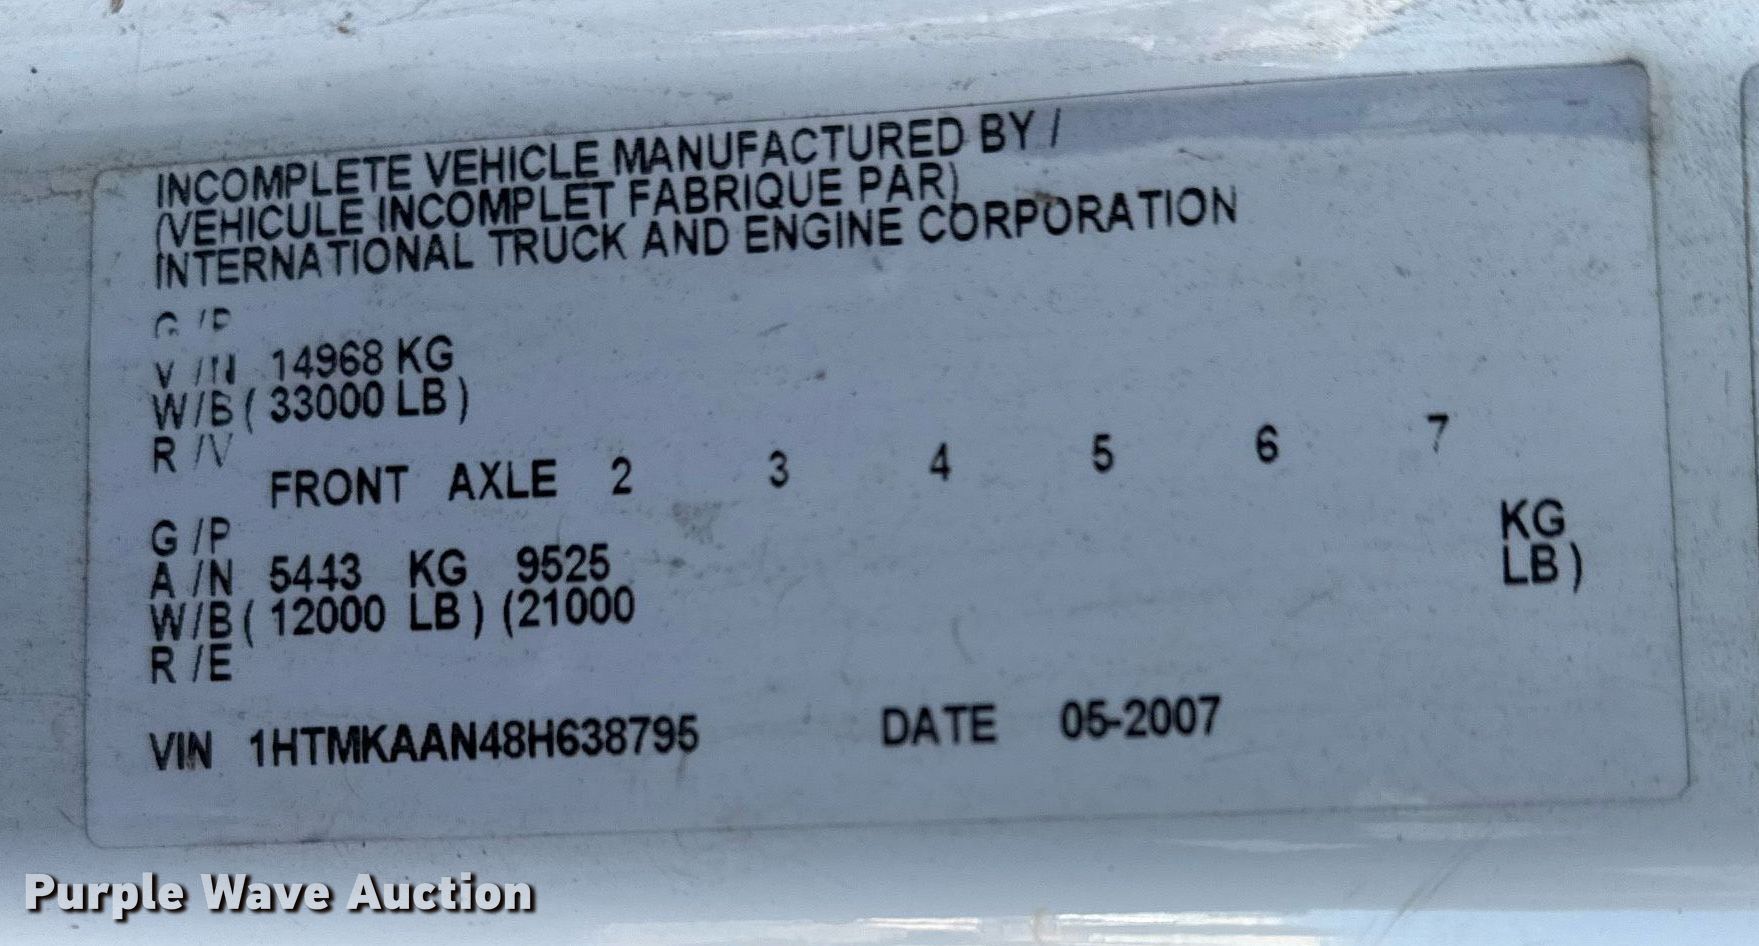 INCOMPLETE VEHICLE MANUFACTURED BY /
(VEHICULE INCOMPLET FABRIQUE PAR)
INTERNATIONAL TRUCK AND ENGINE CORPORATION
G /P
V /N 14968 KG
W/B ( 33000 LB )
R /V
FRONT AXLE 2 3 4 5 6 7
G /P
A /N 5443 KG 9525 KG
W/B ( 12000 LB ) (21000 LB )
R /E
VIN 1HTMKAAN48H638795 DATE 05-2007
Purple Wave Auction